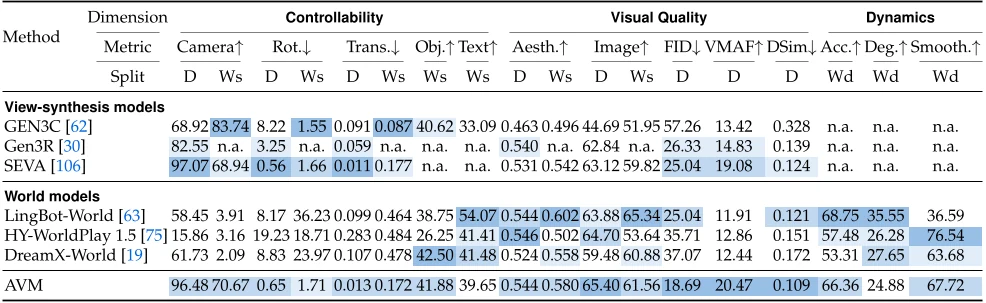 Dimension Controllability Visual Quality Dynamics
Method
Metric Camera↑ Rot.↓ Trans.↓ Obj.↑ Text↑ Aesth.↑ Image↑ FID↓ VMAF↑ DSim↓ Acc.↑ Deg.↑ Smooth.↑
Split D Ws D Ws D Ws Ws Ws D Ws D Ws D D D Wd Wd Wd
View-synthesis models
GEN3C [62] 68.92 83.74 8.22 1.55 0.091 0.087 40.62 33.09 0.463 0.496 44.69 51.95 57.26 13.42 0.328 n.a. n.a. n.a.
Gen3R [30] 82.55 n.a. 3.25 n.a. 0.059 n.a. n.a. n.a. 0.540 n.a. 62.84 n.a. 26.33 14.83 0.139 n.a. n.a. n.a.
SEVA [106] 97.07 68.94 0.56 1.66 0.011 0.177 n.a. n.a. 0.531 0.542 63.12 59.82 25.04 19.08 0.124 n.a. n.a. n.a.
World models
LingBot-World [63] 58.45 3.91 8.17 36.23 0.099 0.464 38.75 54.07 0.544 0.602 63.88 65.34 25.04 11.91 0.121 68.75 35.55 36.59
HY-WorldPlay 1.5 [75] 15.86 3.16 19.23 18.71 0.283 0.484 26.25 41.41 0.546 0.502 64.70 53.64 35.71 12.86 0.151 57.48 26.28 76.54
DreamX-World [19] 61.73 2.09 8.83 23.97 0.107 0.478 42.50 41.48 0.524 0.558 59.48 60.88 37.07 12.44 0.172 53.31 27.65 63.68
AVM 96.48 70.67 0.65 1.71 0.013 0.172 41.88 39.65 0.544 0.580 65.40 61.56 18.69 20.47 0.109 66.36 24.88 67.72